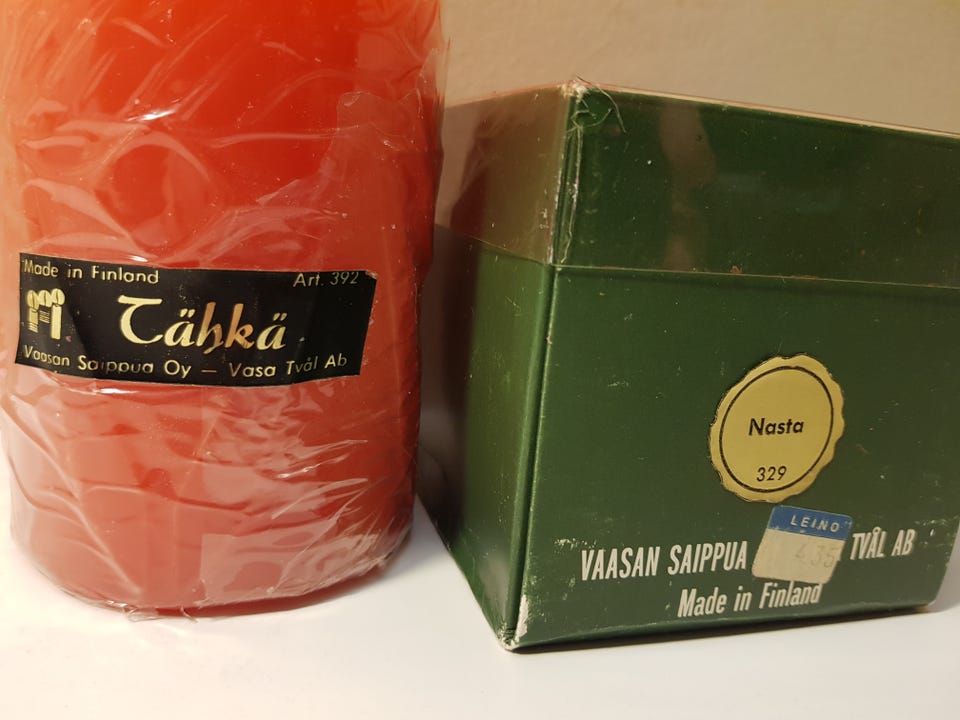 Made in Finland Art. 392
Tähkä
Vaasan Saippua Oy – Vasa Tvål Ab
Nasta
329
LEINO
VAASAN SAIPPUA TVÅL AB
Made in Finland